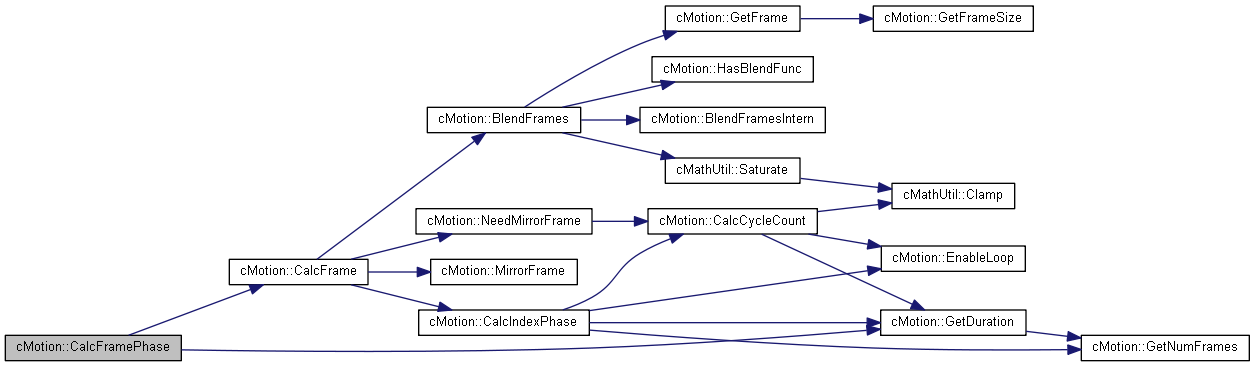 cMotion::GetFrame
cMotion::GetFrameSize
cMotion::HasBlendFunc
cMotion::BlendFrames
cMotion::BlendFramesIntern
cMathUtil::Saturate
cMathUtil::Clamp
cMotion::NeedMirrorFrame
cMotion::CalcCycleCount
cMotion::EnableLoop
cMotion::CalcFrame
cMotion::MirrorFrame
cMotion::CalcIndexPhase
cMotion::GetDuration
cMotion::CalcFramePhase
cMotion::GetNumFrames